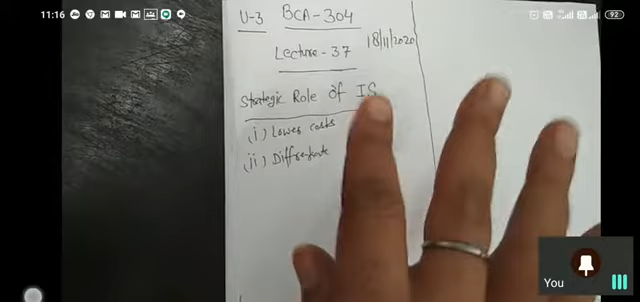 11:16
92
U-3 BCA-304
Lecture-37 18/11/2020
Strategic Role of IS
(i) Lower costs
(ii) Differentiate
You